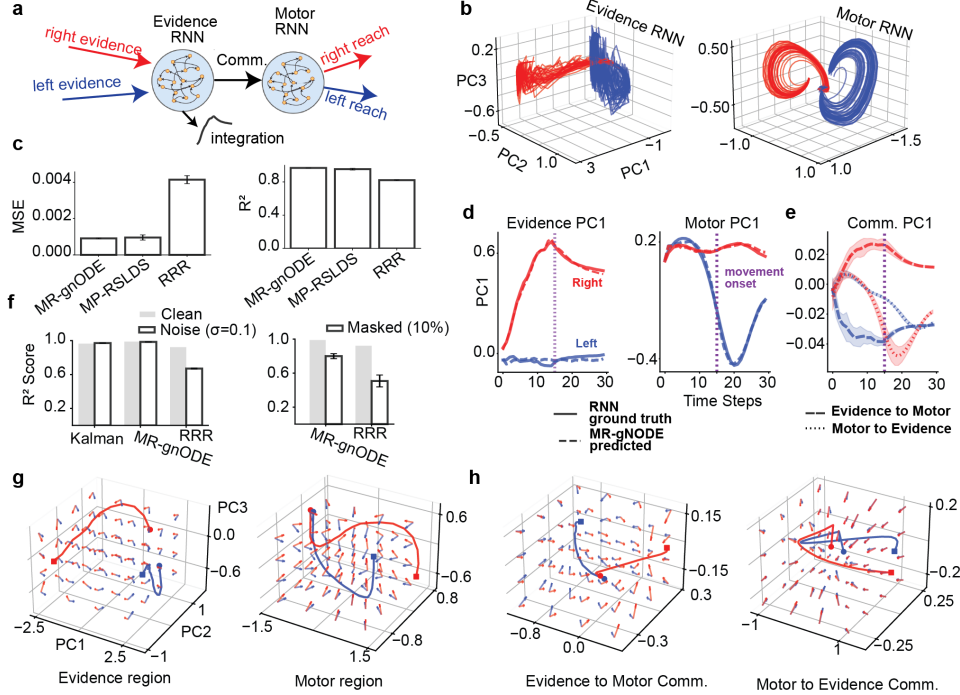 a
Evidence
RNN
Motor
RNN
right evidence
left evidence
Comm.
right reach
left reach
integration
b
Evidence RNN
Motor RNN
0.2
PC3
−0.6
−0.5
PC2
1.0
3
PC1
−1
0.50
−0.50
−1.0
1.0
−1.5
c
MSE
0.004
0.002
0.000
MR-gnODE
MP-RSLDS
RRR
R²
0.8
0.4
0.0
MR-gnODE
MP-RSLDS
RRR
d
Evidence PC1
Motor PC1
PC1
0.6
0.0
Right
Left
0
10
20
30
0.2
−0.4
movement
onset
0
10
20
30
Time Steps
RNN
ground truth
MR-gNODE
predicted
e
Comm. PC1
0.02
0.00
−0.02
−0.04
0
10
20
30
Evidence to Motor
Motor to Evidence
f
Clean
Noise (σ=0.1)
R² Score
1.0
0.6
0.2
Kalman
MR-gnODE
RRR
Masked (10%)
1.0
0.6
0.2
MR-gnODE
RRR
g
PC3
0.0
−0.6
−2.5
PC1
2.5
−1
PC2
1
Evidence region
0.6
−0.6
0.8
−0.8
−1.5
1.5
Motor region
h
0.15
−0.15
0.3
−0.3
−0.8
0.0
Evidence to Motor Comm.
0.2
−0.2
0.25
−0.25
−1
1
Motor to Evidence Comm.